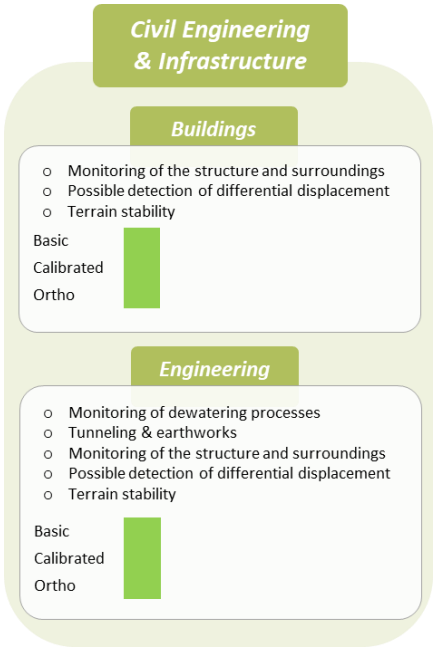 Civil Engineering
& Infrastructure
Buildings
o Monitoring of the structure and surroundings
o Possible detection of differential displacement
o Terrain stability
Basic
Calibrated
Ortho
Engineering
o Monitoring of dewatering processes
o Tunneling & earthworks
o Monitoring of the structure and surroundings
o Possible detection of differential displacement
o Terrain stability
Basic
Calibrated
Ortho